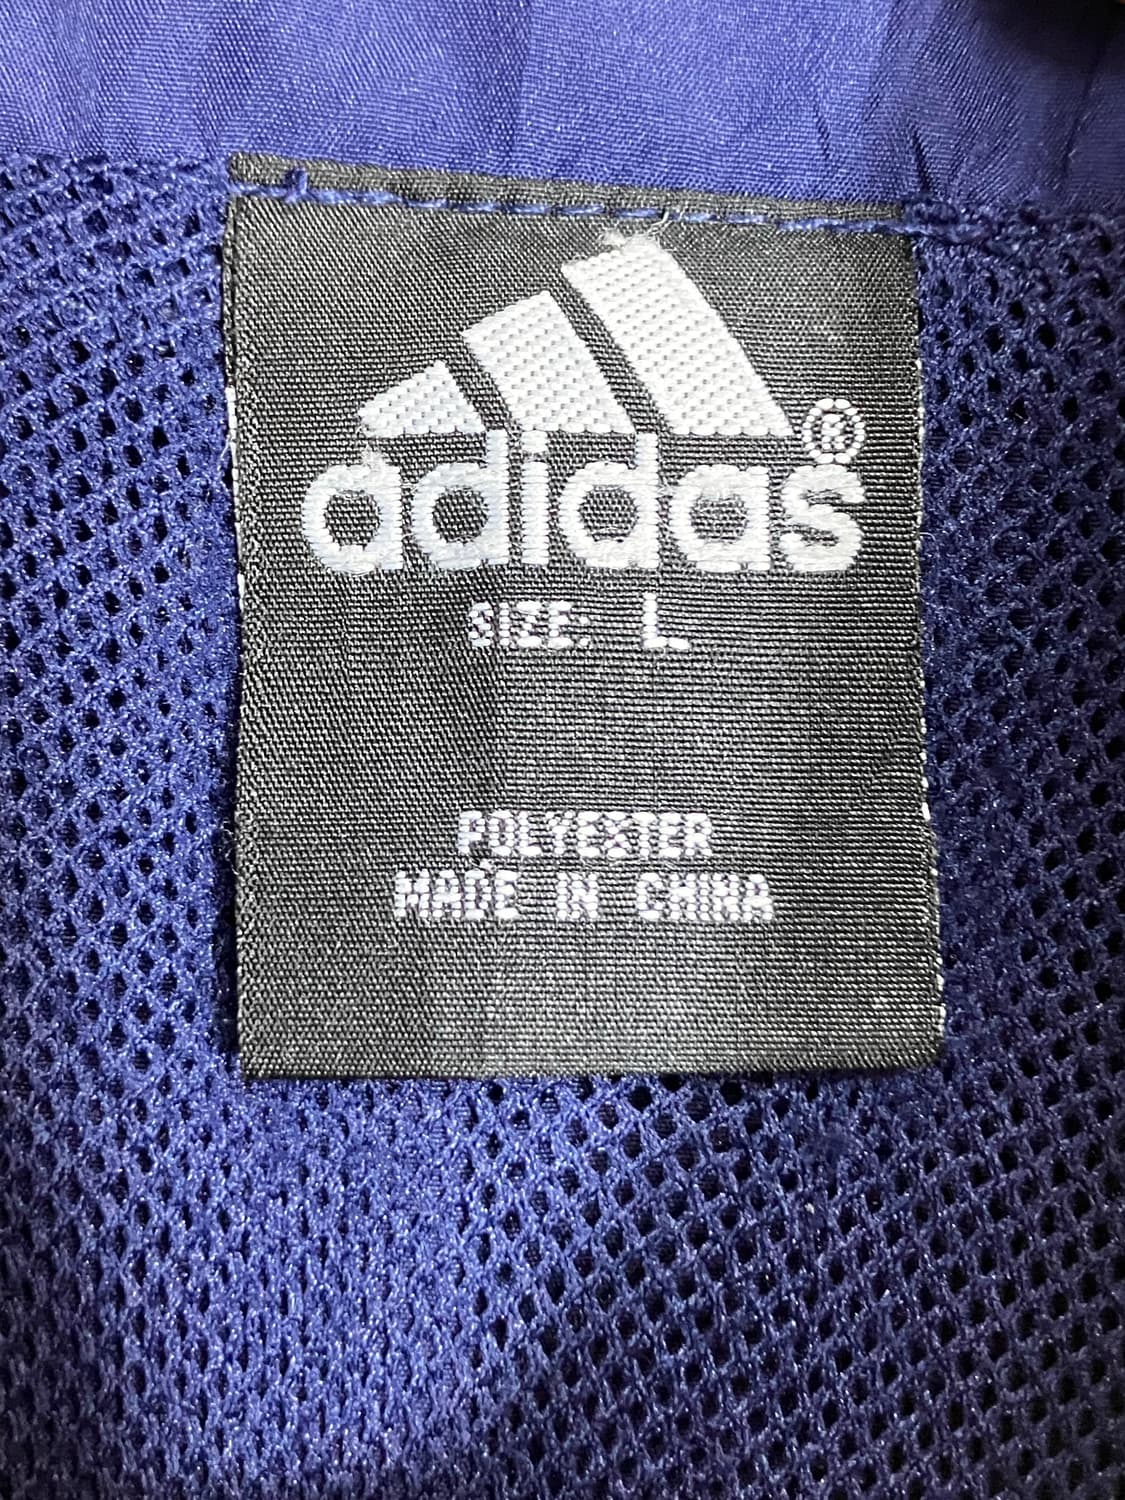 adidas®
SIZE: L
POLYESTER
MADE IN CHINA